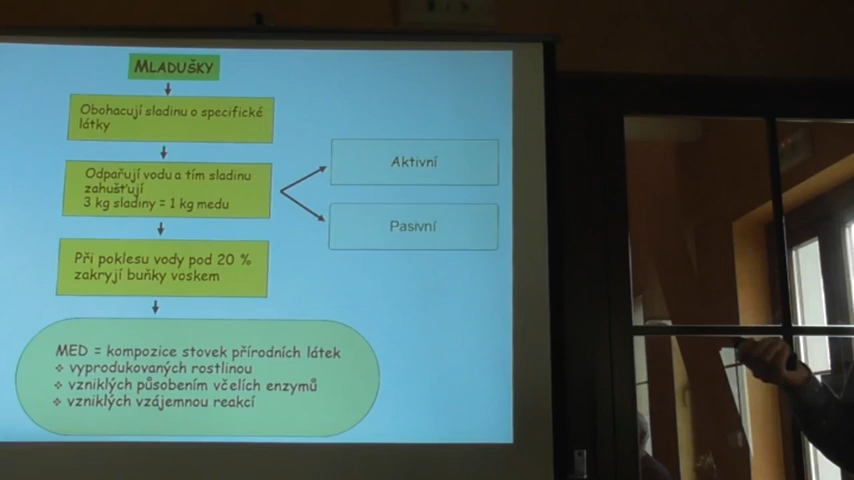 MLADUŠKY
Obohacují sladinu o specifické
látky
Odpařují vodu a tím sladinu
zahušťují
3 kg sladiny = 1 kg medu
Aktivní
Pasivní
Při poklesu vody pod 20 %
zakryjí buňky voskem
MED = kompozice stovek přírodních látek
❖ vyprodukovaných rostlinou
❖ vzniklých působením včelích enzymů
❖ vzniklých vzájemnou reakcí